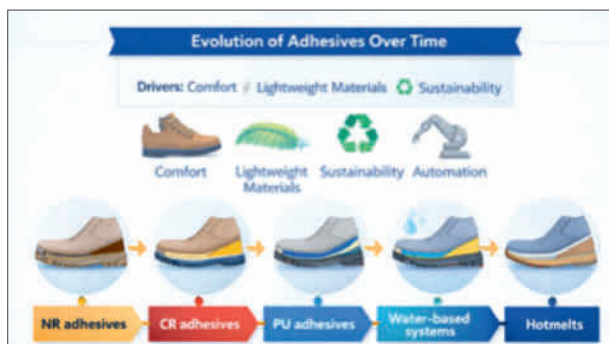 Evolution of Adhesives Over Time
Drivers: Comfort Lightweight Materials Sustainability
Comfort
Lightweight
Materials
Sustainability
Automation
NR adhesives
CR adhesives
PU adhesives
Water-based
systems
Hotmelts